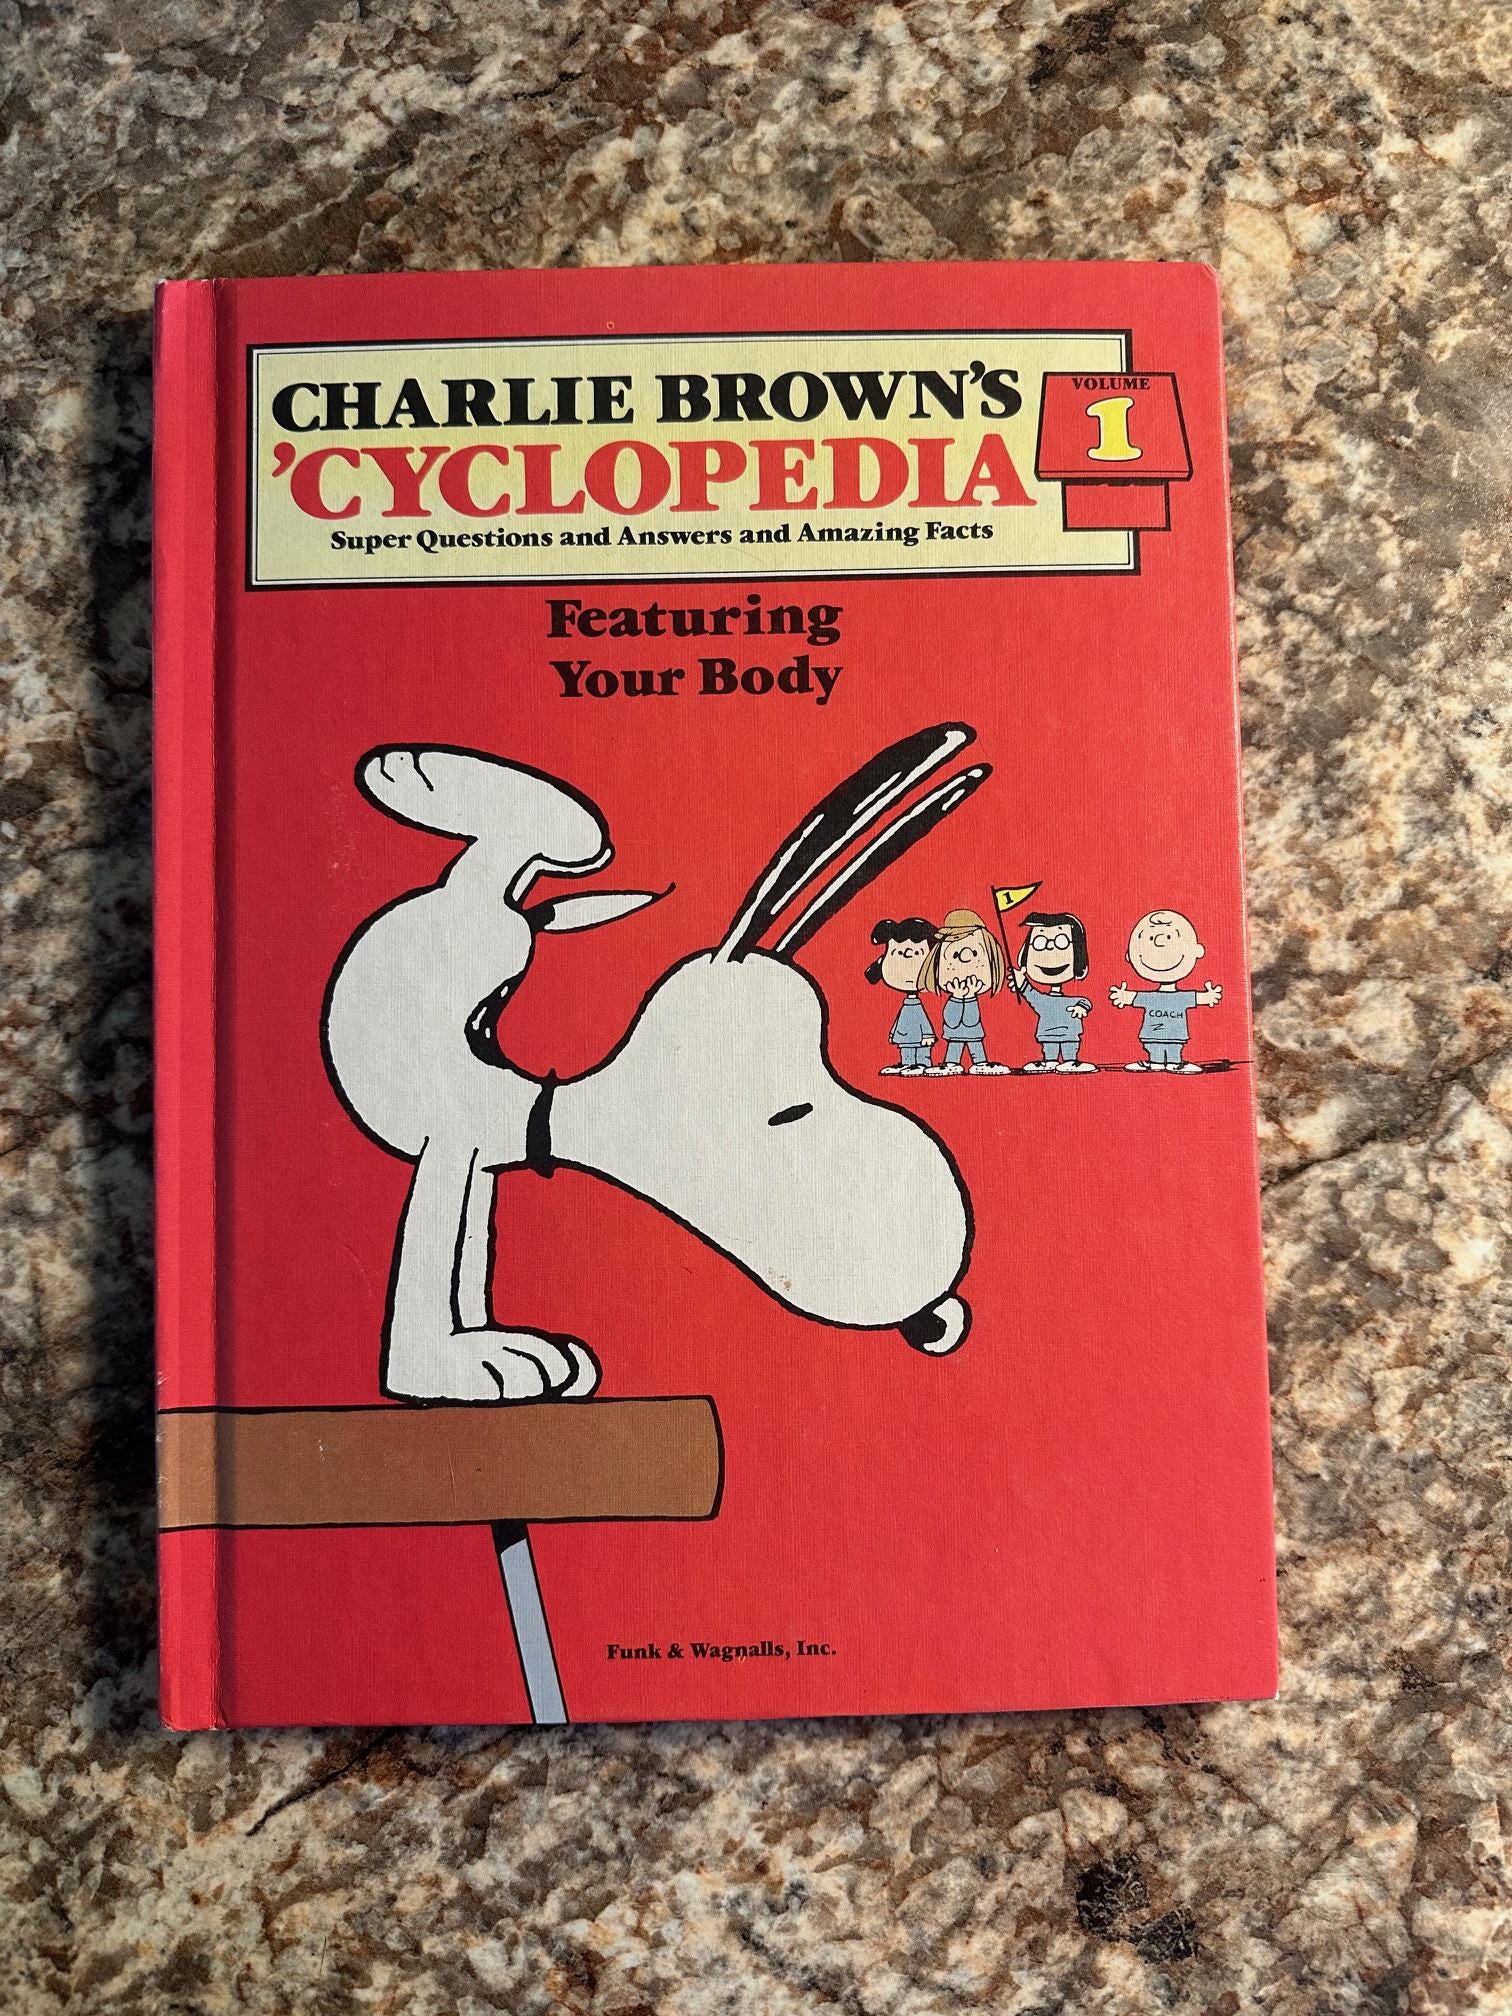 CHARLIE BROWN'S
'CYCLOPEDIA
Super Questions and Answers and Amazing Facts
VOLUME
1
Featuring
Your Body
1
COACH
Funk & Wagnalls, Inc.